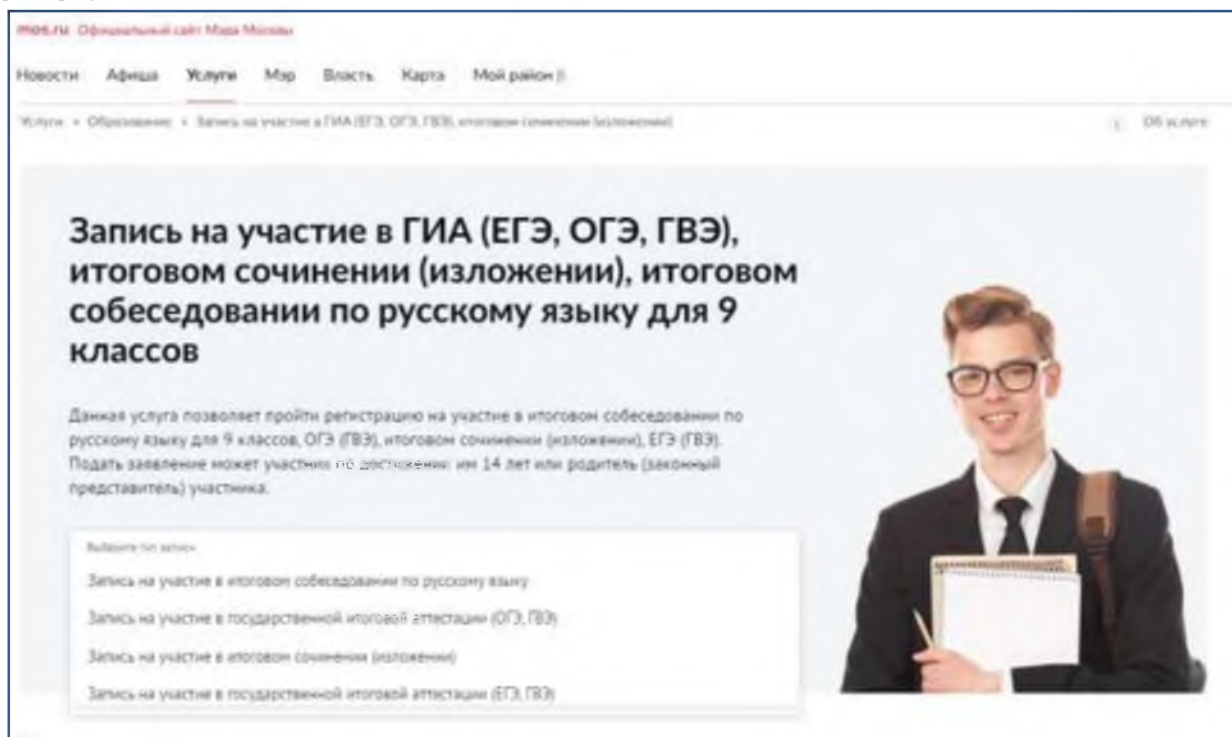 mos.ru Официальный сайт Мэра Москвы
Новости Афиша Услуги Мэр Власть Карта Мой район
Услуги Образование Запись на участие в ГИА (ЕГЭ, ОГЭ, ГВЭ), итоговом сочинении (изложении) Об услуге
Запись на участие в ГИА (ЕГЭ, ОГЭ, ГВЭ),
итоговом сочинении (изложении), итоговом
собеседовании по русскому языку для 9
классов
Данная услуга позволяет пройти регистрацию на участие в итоговом собеседовании по
русскому языку для 9 классов, ОГЭ (ГВЭ), итоговом сочинении (изложении), ЕГЭ (ГВЭ).
Подать заявление может участник по достижении им 14 лет или родитель (законный
представитель) участника.
Выберите тип записи
Запись на участие в итоговом собеседовании по русскому языку
Запись на участие в государственной итоговой аттестации (ОГЭ, ГВЭ)
Запись на участие в итоговом сочинении (изложении)
Запись на участие в государственной итоговой аттестации (ЕГЭ, ГВЭ)